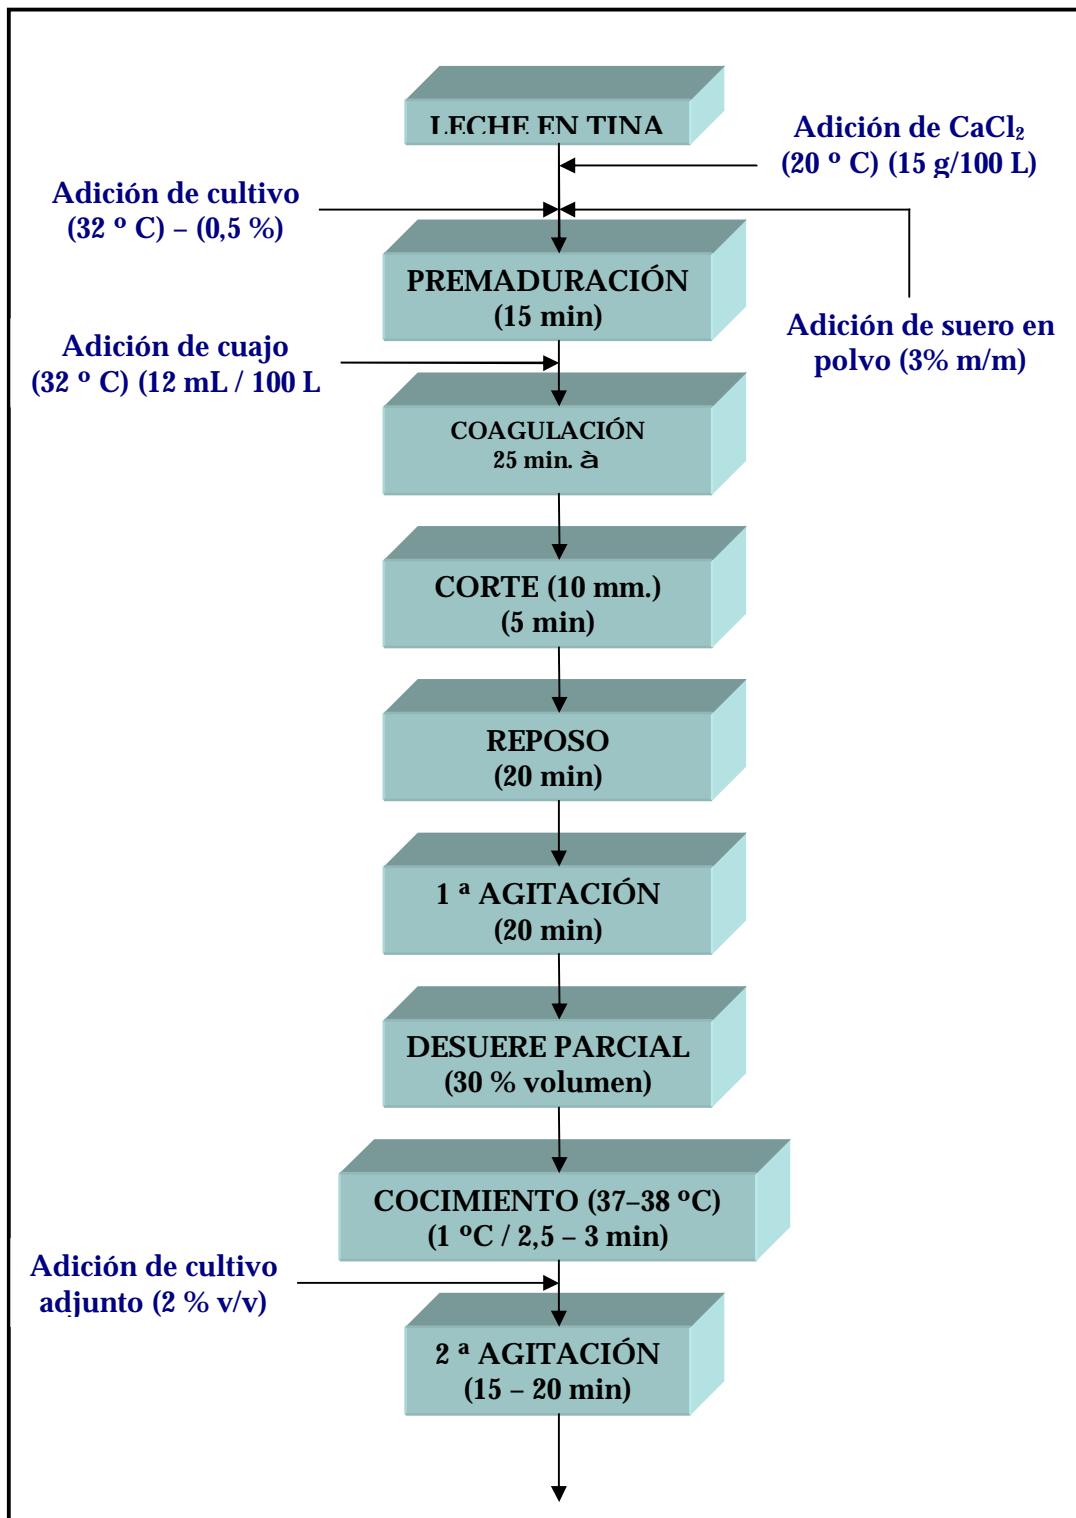 LECHE EN TINA
Adición de CaCl₂
(20 º C) (15 g/100 L)
Adición de cultivo
(32 º C) – (0,5 %)
PREMADURACIÓN
(15 min)
Adición de suero en
polvo (3% m/m)
Adición de cuajo
(32 º C) (12 mL / 100 L
COAGULACIÓN
25 min. à
CORTE (10 mm.)
(5 min)
REPOSO
(20 min)
1 ª AGITACIÓN
(20 min)
DESUERE PARCIAL
(30 % volumen)
COCIMIENTO (37–38 ºC)
(1 ºC / 2,5 – 3 min)
Adición de cultivo
adjunto (2 % v/v)
2 ª AGITACIÓN
(15 – 20 min)